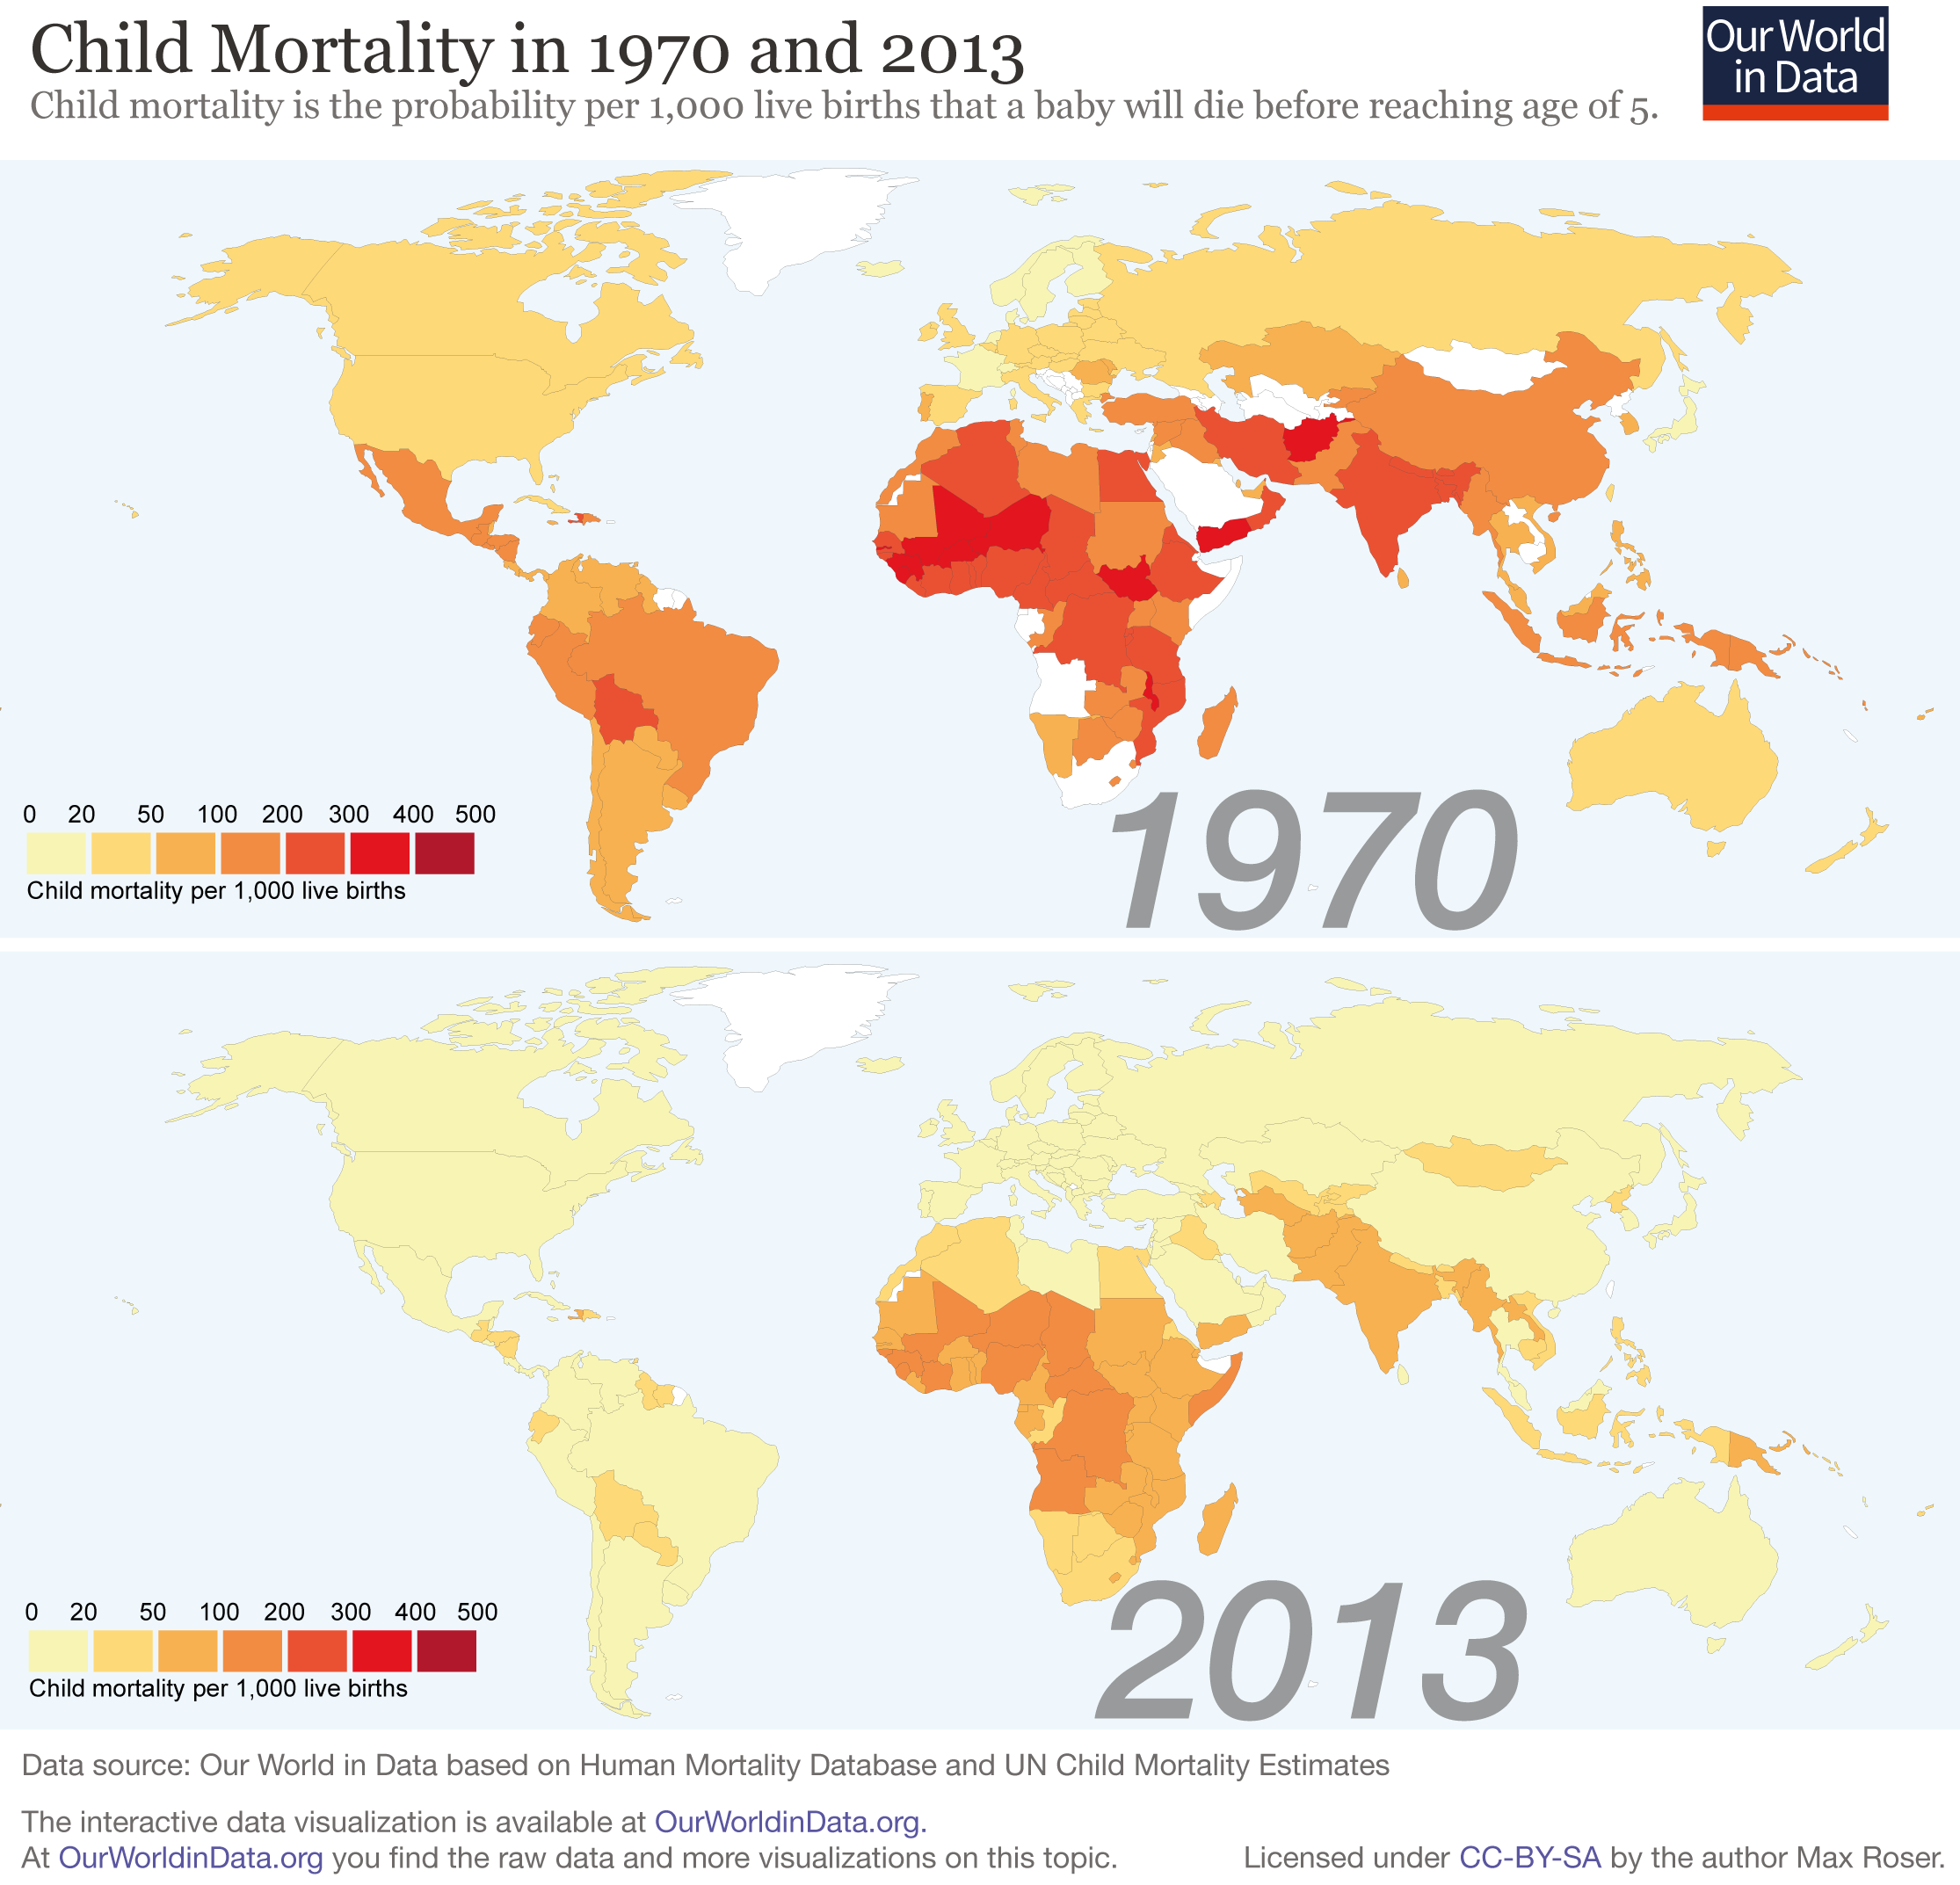 Child Mortality in 1970 and 2013
Our World
in Data
Child mortality is the probability per 1,000 live births that a baby will die before reaching age of 5.
0 20 50 100 200 300 400 500
Child mortality per 1,000 live births
1970
0 20 50 100 200 300 400 500
Child mortality per 1,000 live births
2013
Data source: Our World in Data based on Human Mortality Database and UN Child Mortality Estimates
The interactive data visualization is available at OurWorldinData.org.
At OurWorldinData.org you find the raw data and more visualizations on this topic.
Licensed under CC-BY-SA by the author Max Roser.